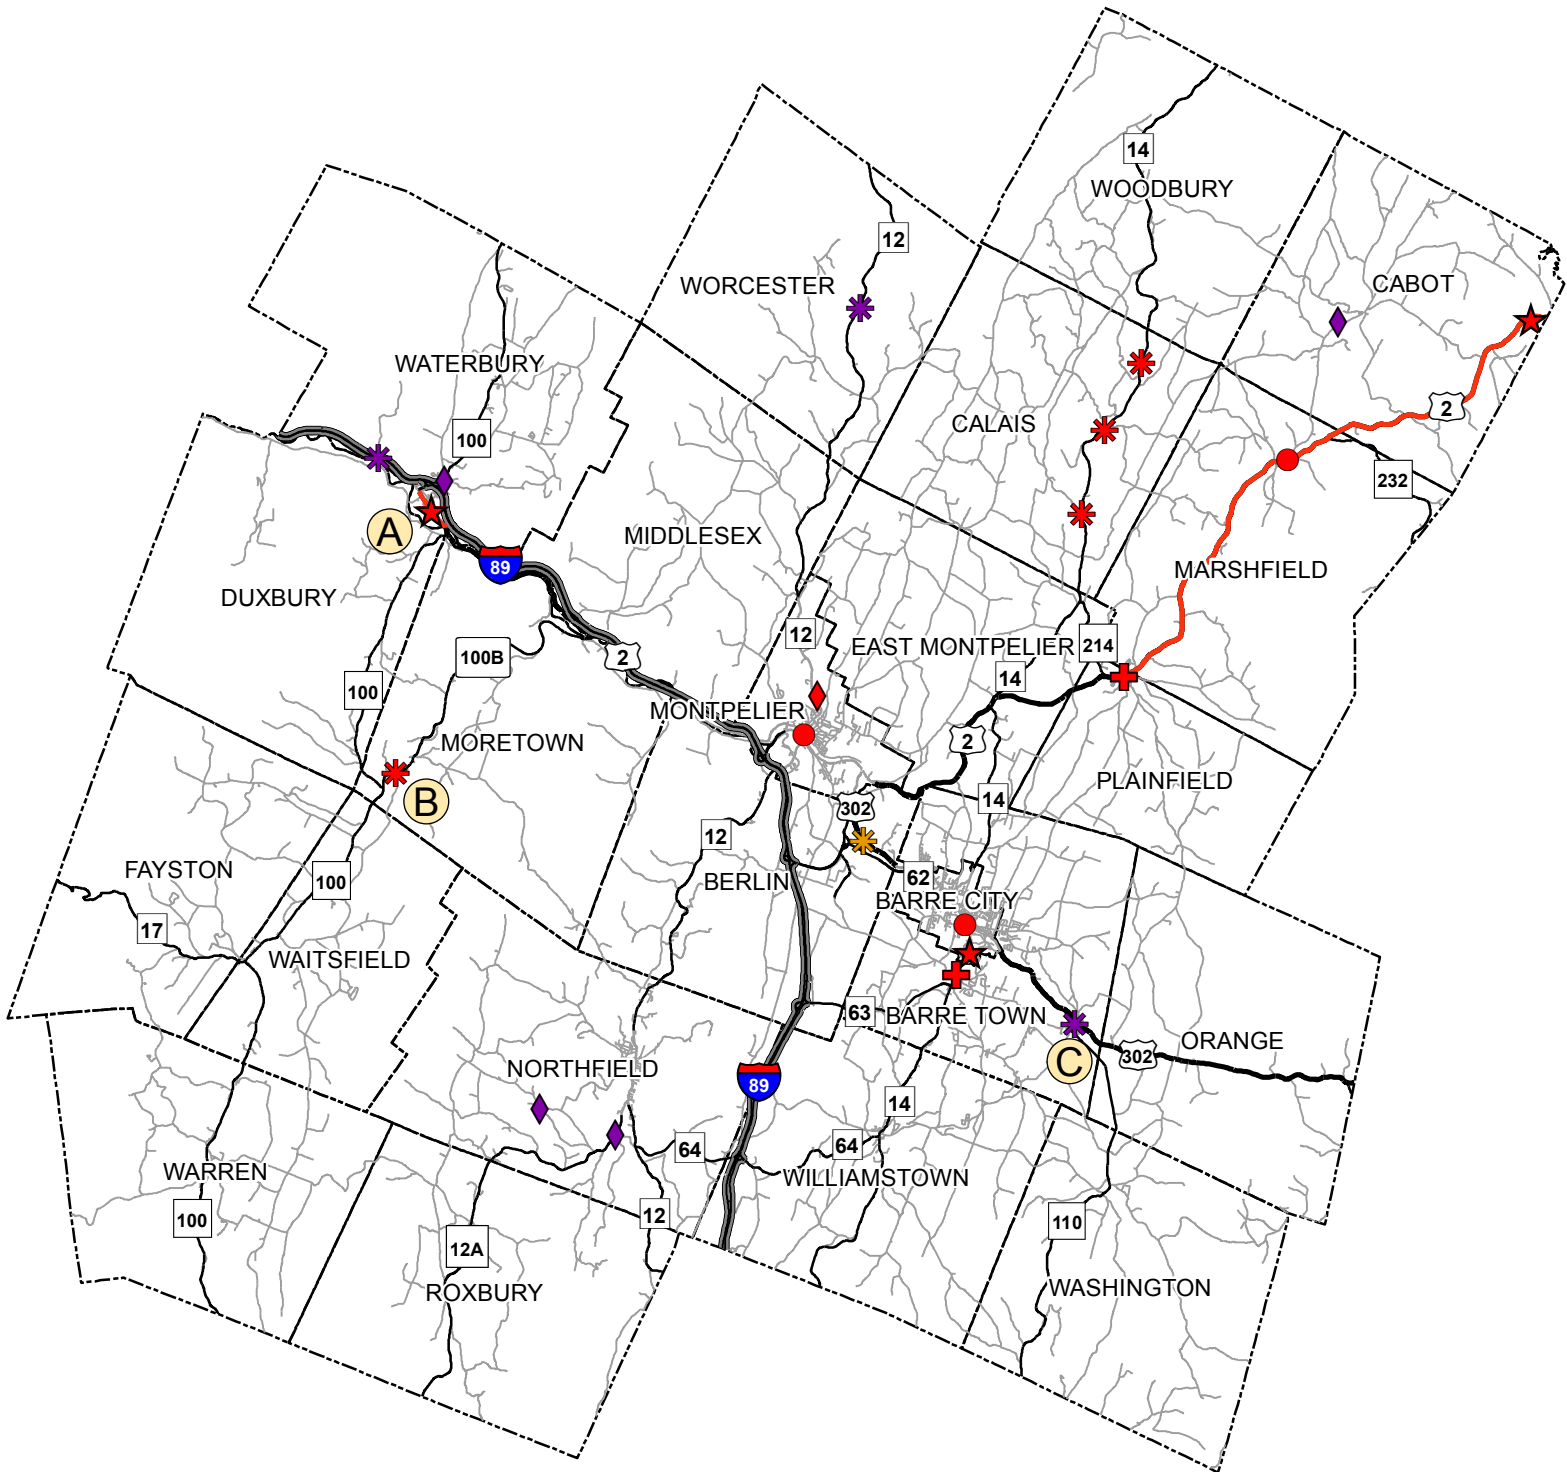 14
WOODBURY
12
CABOT
WORCESTER
WATERBURY
2
CALAIS
100
232
A
MIDDLESEX
89
MARSHFIELD
DUXBURY
12
EAST MONTPELIER
214
100B
2
14
100
MONTPELIER
MORETOWN
2
PLAINFIELD
B
14
302
12
FAYSTON
62
BERLIN
100
BARRE CITY
17
WAITSFIELD
63
BARRE TOWN
ORANGE
C
302
NORTHFIELD
89
14
64
64
WARREN
WILLIAMSTOWN
100
12
110
12A
ROXBURY
WASHINGTON